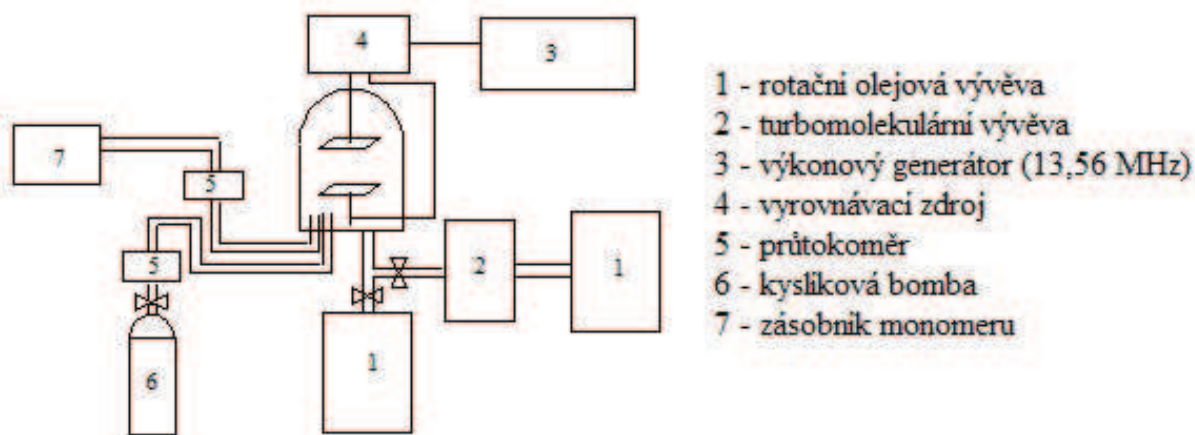 4
3
7
5
5
2
1
1
6
1 - rotační olejová vývěva
2 - turbomolekulární vývěva
3 - výkonový generátor (13,56 MHz)
4 - vyrovnávací zdroj
5 - průtokoměr
6 - kyslíková bomba
7 - zásobník monomeru